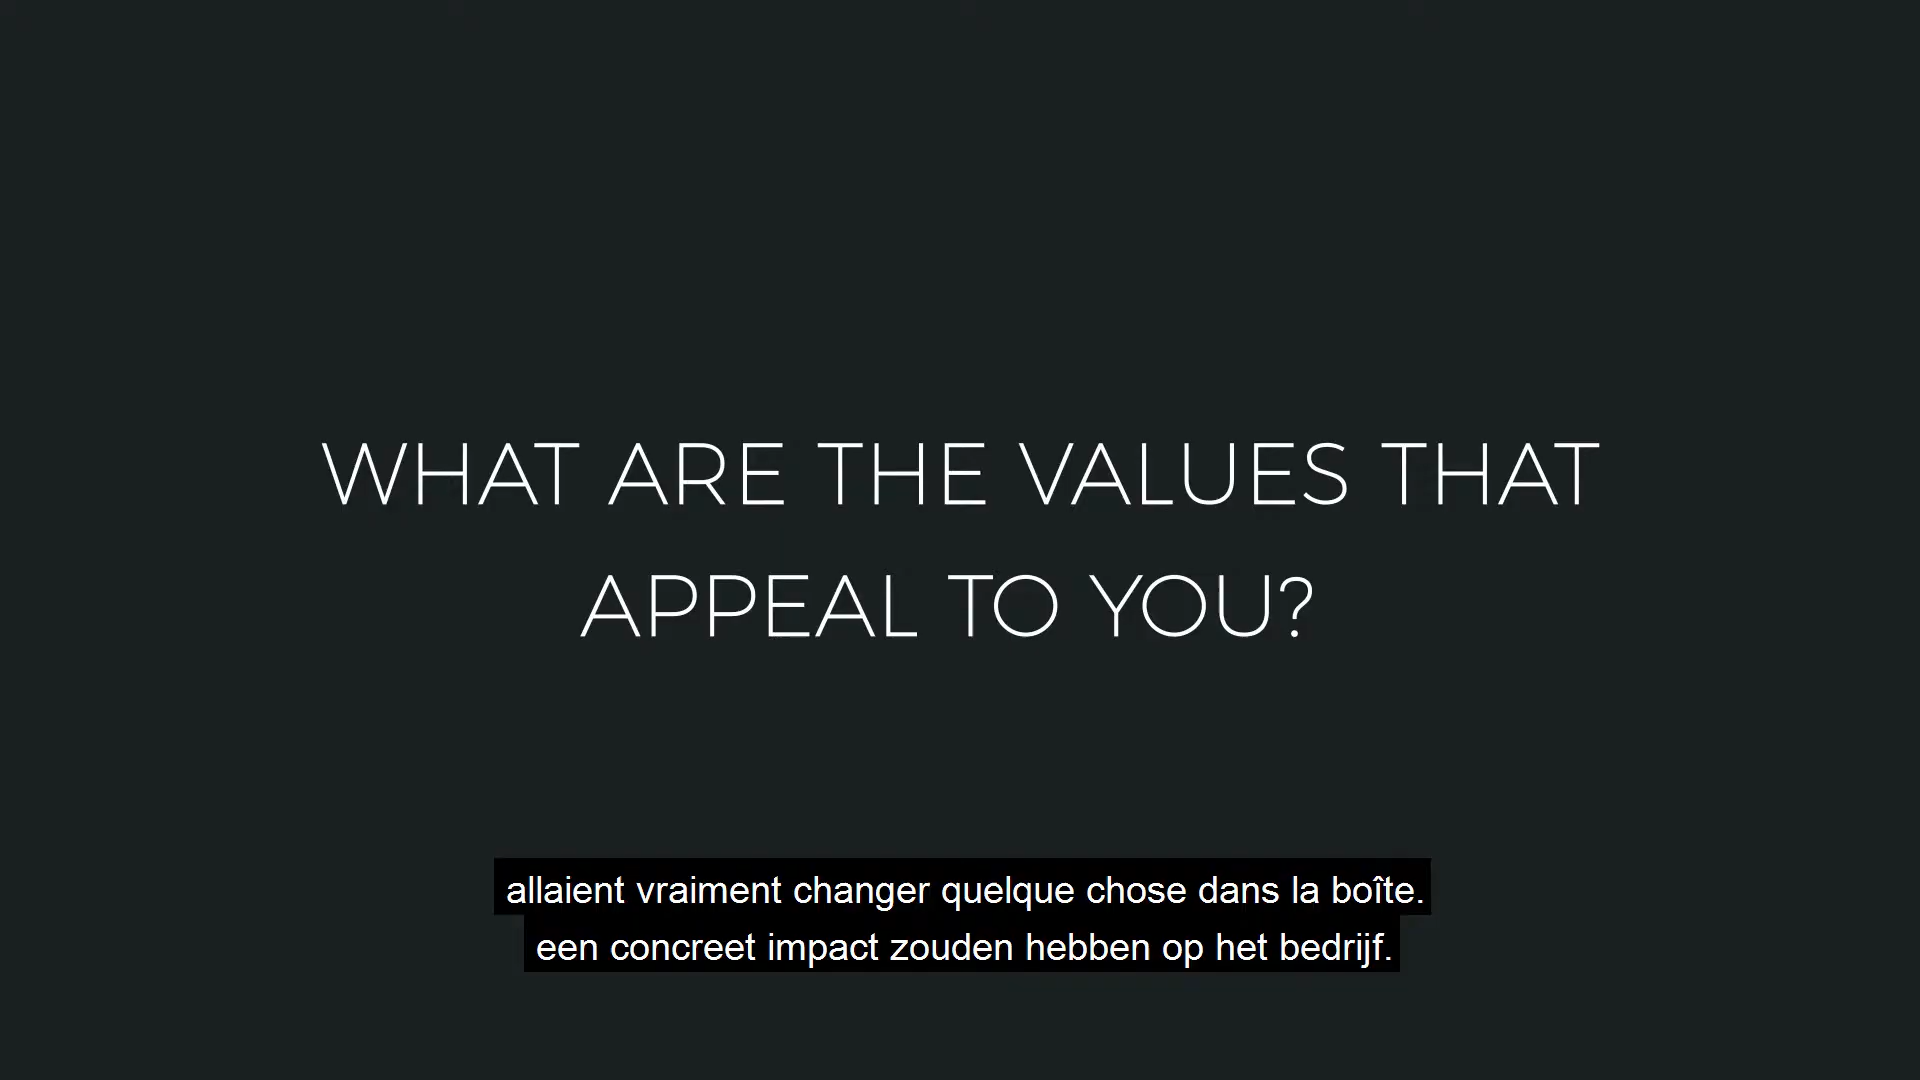 WHAT ARE THE VALUES THAT
APPEAL TO YOU?
allaient vraiment changer quelque chose dans la boîte.
een concreet impact zouden hebben op het bedrijf.